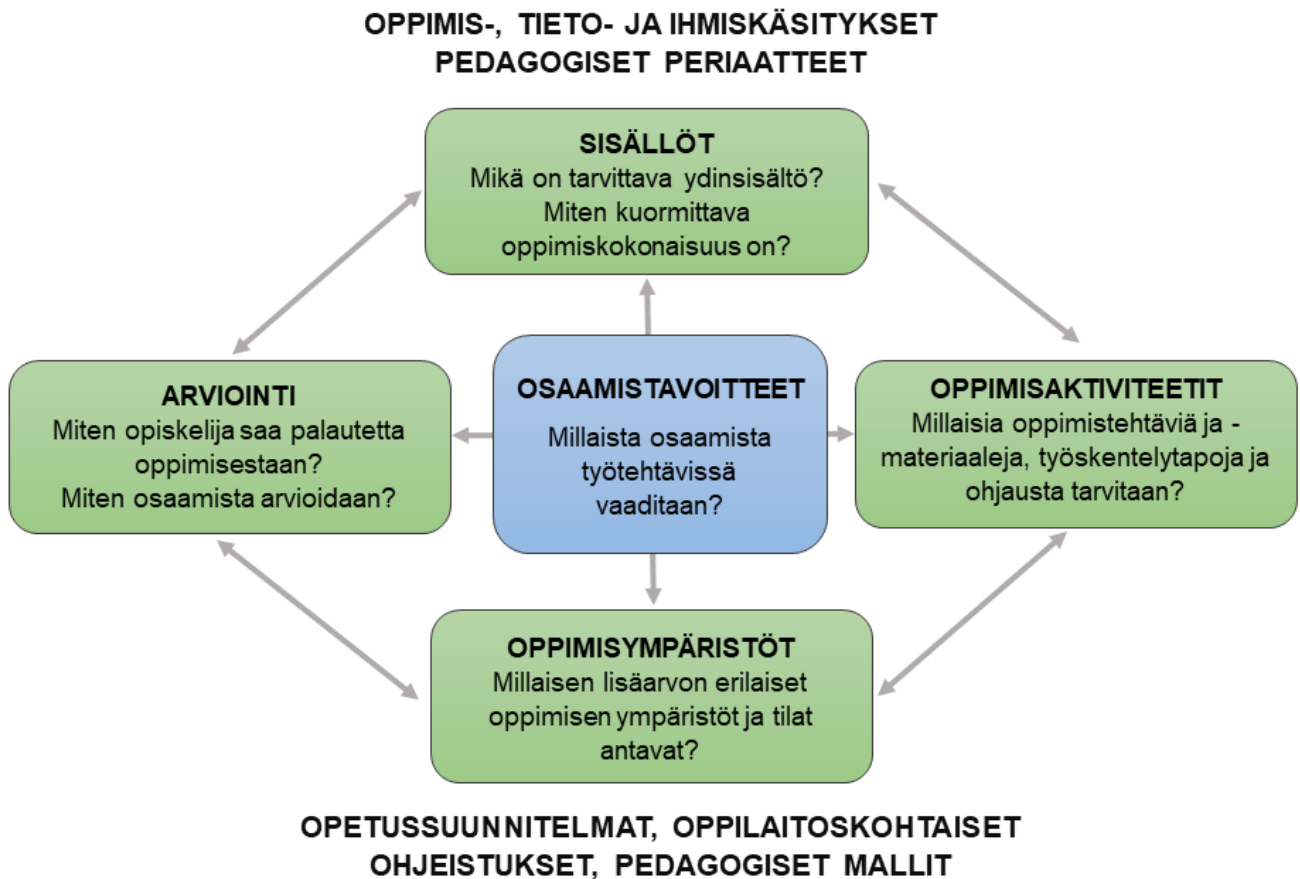 OPPIMIS-, TIETO- JA IHMISKÄSITYKSET
PEDAGOGISET PERIAATTEET
SISÄLLÖT
Mikä on tarvittava ydinsisältö?
Miten kuormittava
oppimiskokonaisuus on?
ARVIOINTI
Miten opiskelija saa palautetta
oppimisestaan?
Miten osaamista arvioidaan?
OSAAMISTAVOITTEET
Millaista osaamista
työtehtävissä
vaaditaan?
OPPIMISAKTIVITEETIT
Millaisia oppimistehtäviä ja -
materiaaleja, työskentelytapoja ja
ohjausta tarvitaan?
OPPIMISYMPÄRISTÖT
Millaisen lisäarvon erilaiset
oppimisen ympäristöt ja tilat
antavat?
OPETUSSUUNNITELMAT, OPPILAITOSKOHTAISET
OHJEISTUKSET, PEDAGOGISET MALLIT